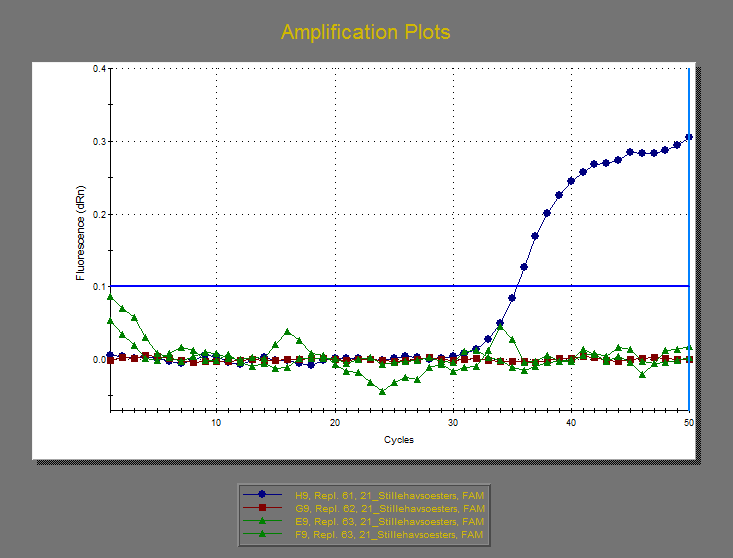 Amplification Plots
0.4
0.3
0.2
0.1
0.0
Fluorescence (dRn)
10 20 30 40 50
Cycles
H9, Repl. 61, 21_Stillehavsoesters, FAM
G9, Repl. 62, 21_Stillehavsoesters, FAM
E9, Repl. 63, 21_Stillehavsoesters, FAM
F9, Repl. 63, 21_Stillehavsoesters, FAM